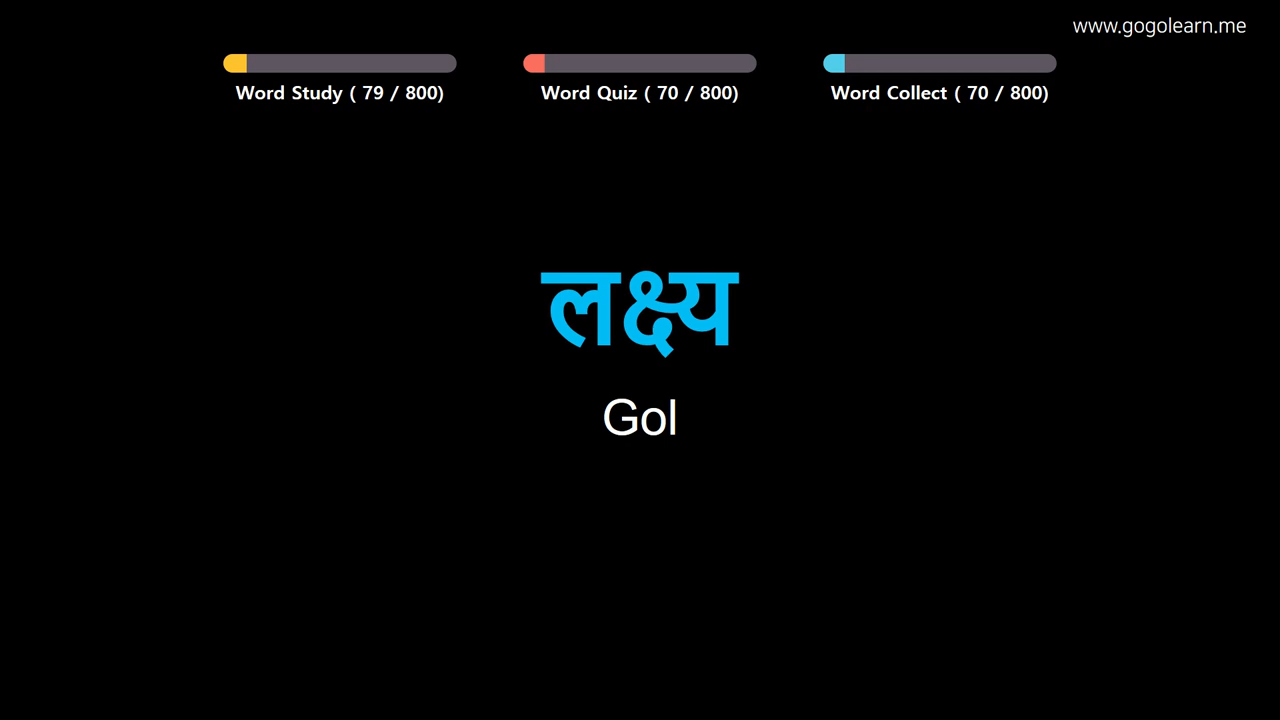 www.gogolearn.me
Word Study ( 79 / 800)
Word Quiz ( 70 / 800)
Word Collect ( 70 / 800)
लक्ष्य
Gol